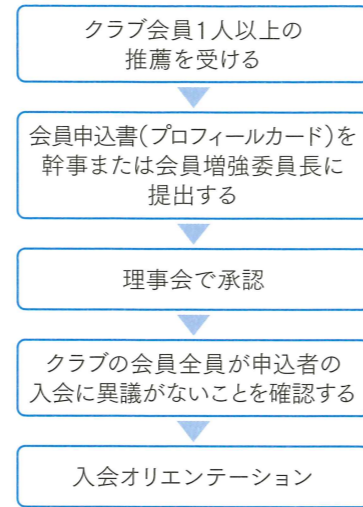 クラブ会員1人以上の
推薦を受ける
会員申込書(プロフィールカード)を
幹事または会員増強委員長に
提出する
理事会で承認
クラブの会員全員が申込者の
入会に異議がないことを確認する
入会オリエンテーション